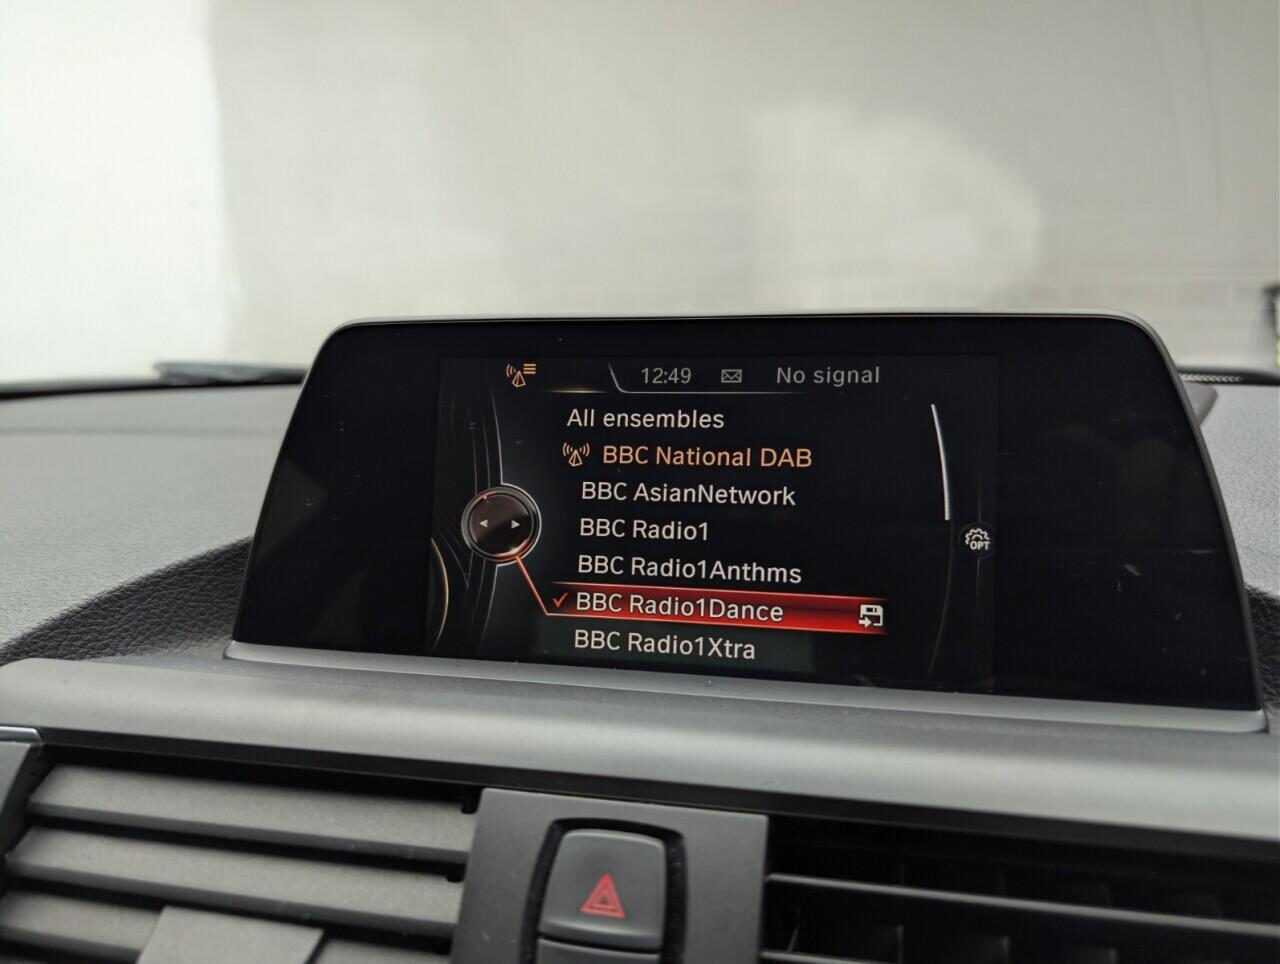 12:49 No signal
All ensembles
BBC National DAB
BBC AsianNetwork
BBC Radio1
BBC Radio1Anthms
BBC Radio1Dance
BBC Radio1Xtra
OPT